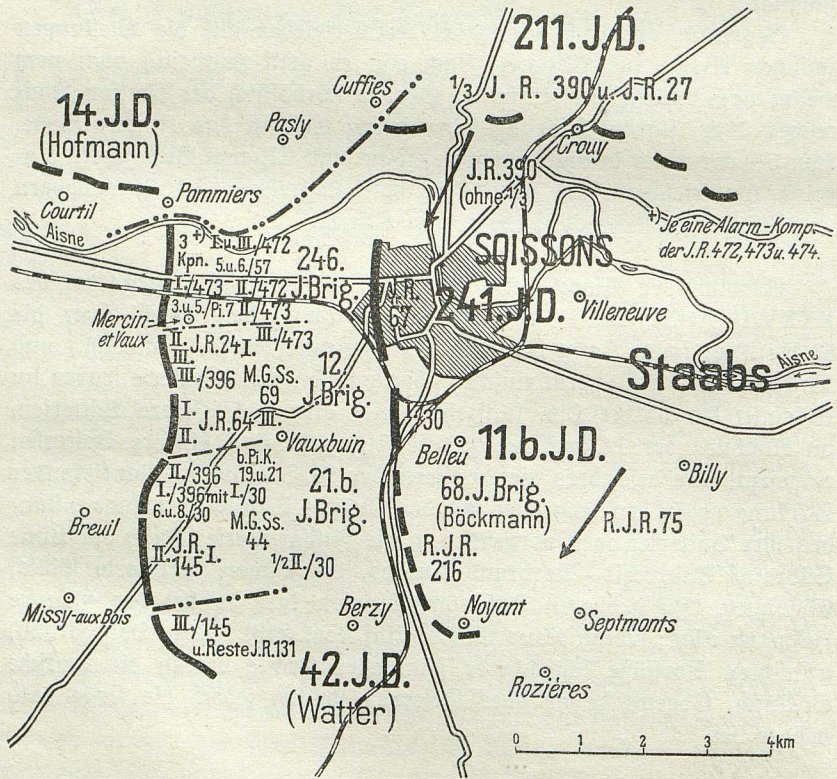 211.J.D.
⅓ J. R. 390 u. J.R. 27
Cuffies
14.J.D.
(Hofmann)
Pasly
Crouy
J.R.390
(ohne ⅓)
Courtil
Pommiers
Aisne
+) Je eine Alarm-Komp.
der J.R. 472, 473 u. 474.
3 +) I. u. III./472
Kpn. 5. u. 6./57
246.
J.Brig.
SOISSONS
I./473 II./472
J.R.
67
241.J.D.
Villeneuve
3. u. 5./Pi.7 II./473
Mercin-
et Vaux
III./473
II. J.R.24 I.
III.
12.
J.Brig.
Aisne
Staabs
III./396 M.G.Ss.
69
I.
J.R.64 III.
II.
I./30
Vauxbuin
Belleu
11.b.J.D.
b.Pi.K.
19. u. 21
II./396
I./396 mit I./30
6. u. 8./30
21.b.
J.Brig.
68.J.Brig.
(Böckmann)
Billy
R.J.R.75
Breuil
M.G.Ss.
44
J.R.
II. 145 I.
½ II./30
R.J.R.
216
Missy-aux Bois
Berzy
Noyant
Septmonts
III./145
u. Reste J.R.131
42.J.D.
(Watter)
Rozières
0 1 2 3 4 km